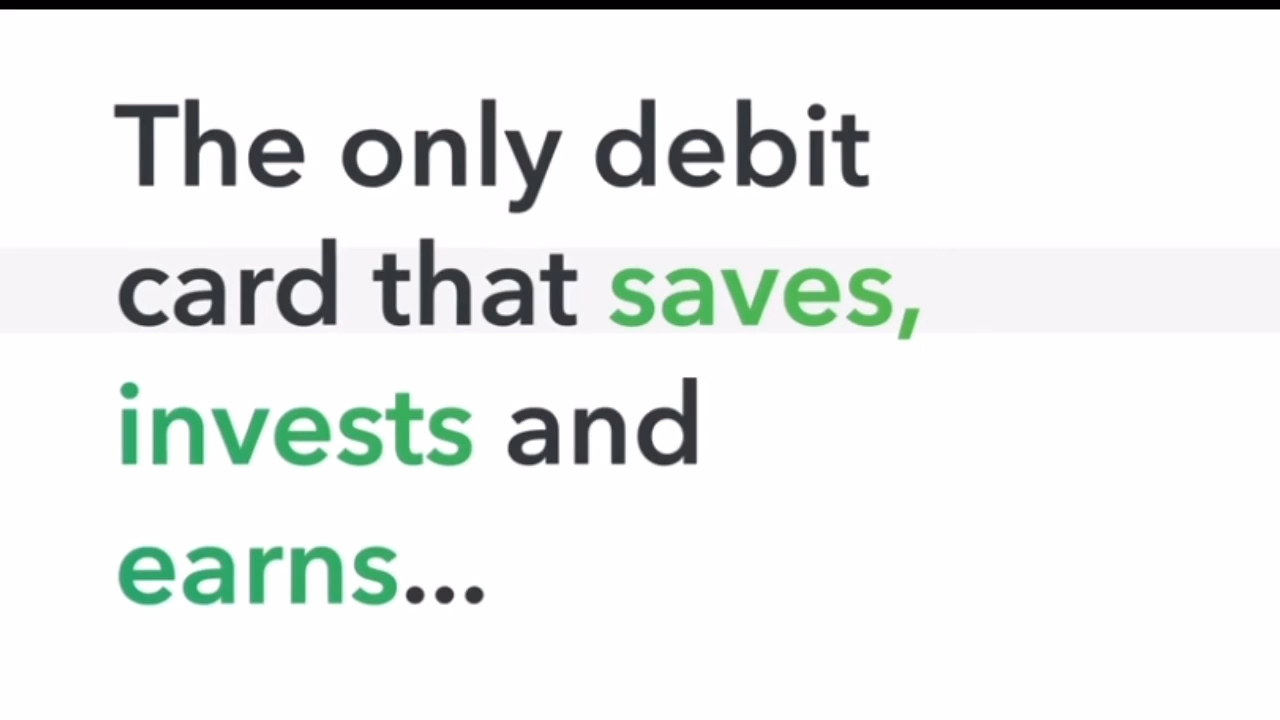 The only debit
card that saves,
invests and
earns...